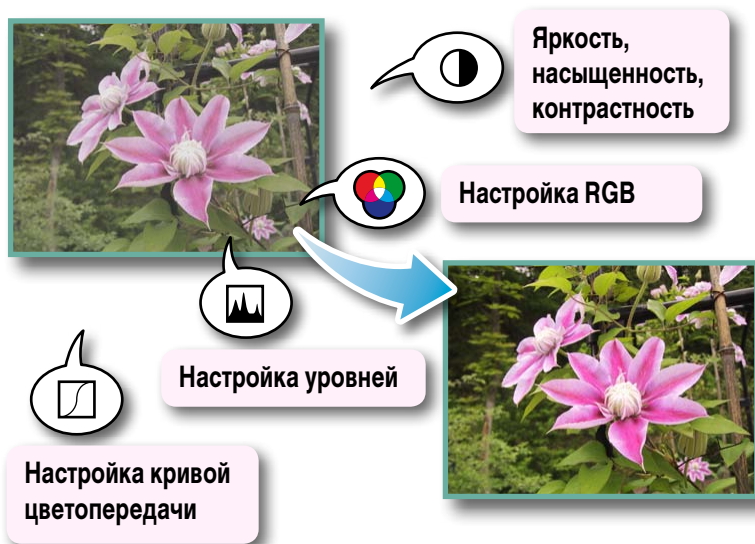 Яркость,
насыщенность,
контрастность
Настройка RGB
Настройка уровней
Настройка кривой
цветопередачи